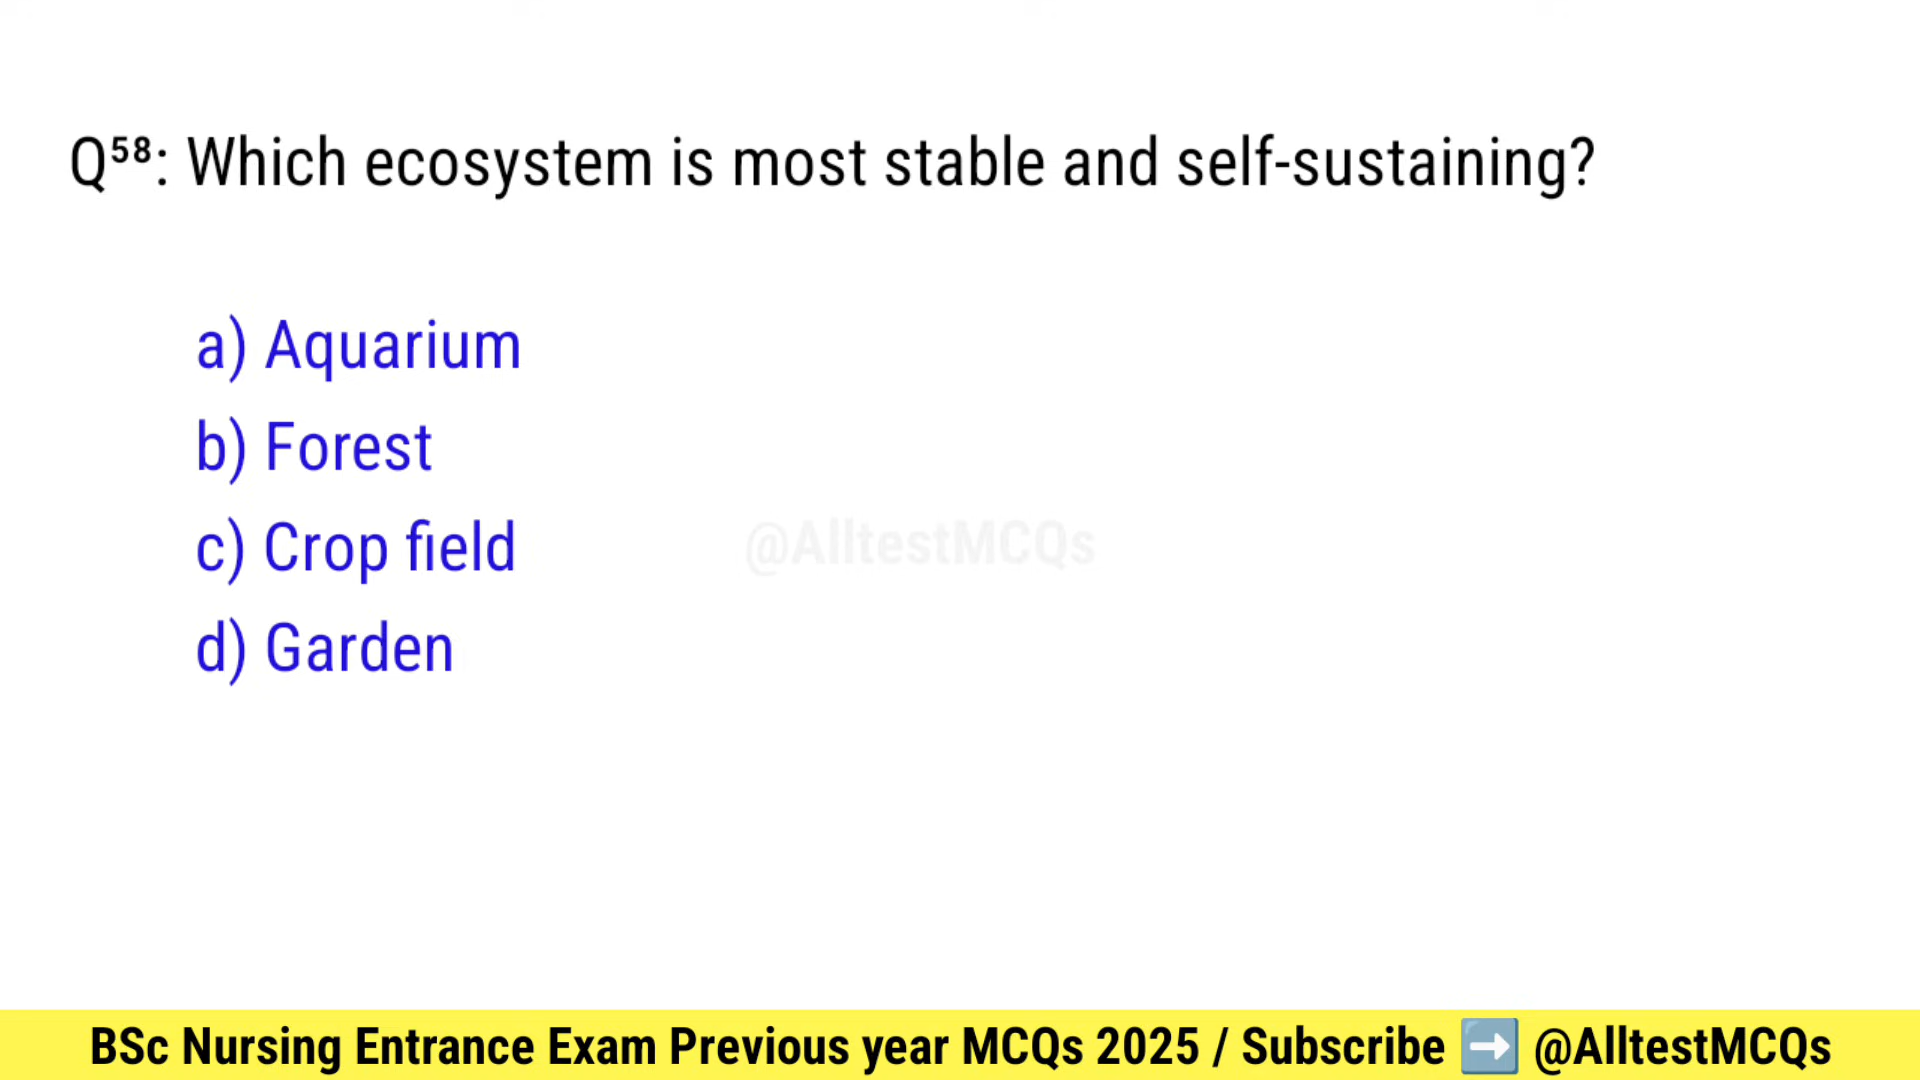 Q⁵⁸: Which ecosystem is most stable and self-sustaining?
a) Aquarium
b) Forest
c) Crop field
@AlltestMCQs
d) Garden
BSc Nursing Entrance Exam Previous year MCQs 2025 / Subscribe ➡️ @AlltestMCQs